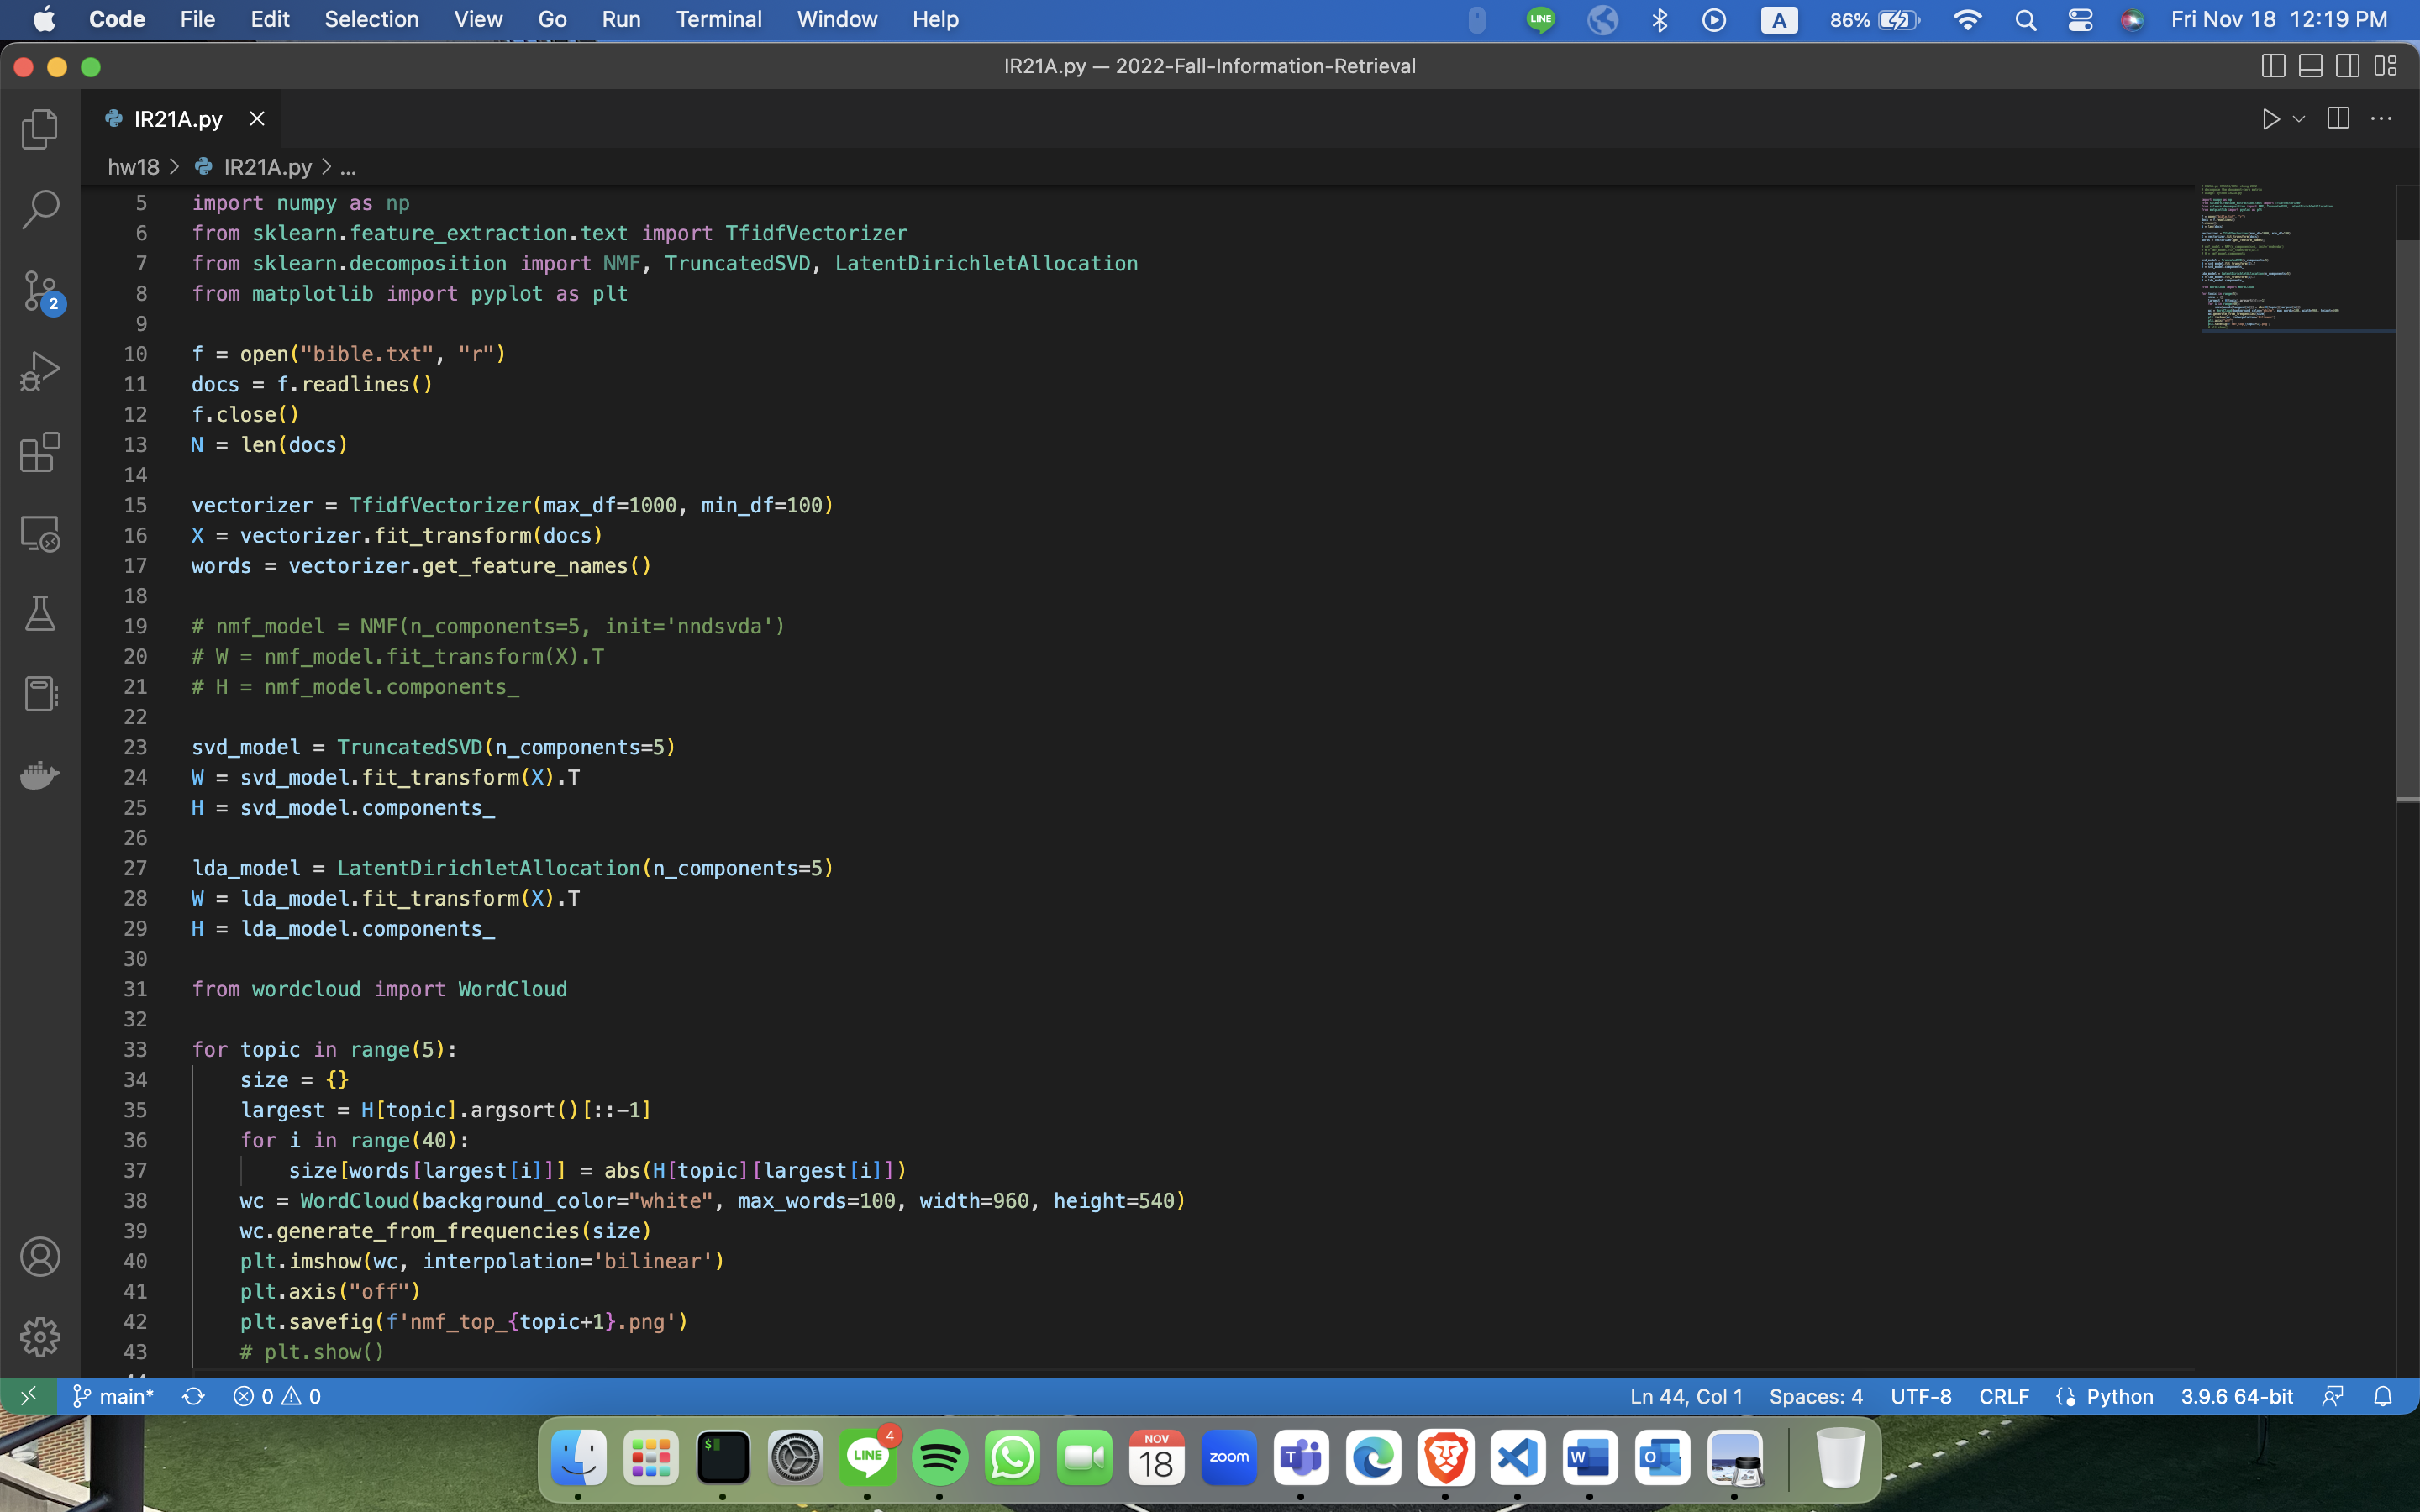 Code File Edit Selection View Go Run Terminal Window Help LINE A 86% Fri Nov 18 12:19 PM
IR21A.py — 2022-Fall-Information-Retrieval
IR21A.py
hw18 > IR21A.py > ...
5 import numpy as np
6 from sklearn.feature_extraction.text import TfidfVectorizer
7 from sklearn.decomposition import NMF, TruncatedSVD, LatentDirichletAllocation
8 from matplotlib import pyplot as plt
9
10 f = open("bible.txt", "r")
11 docs = f.readlines()
12 f.close()
13 N = len(docs)
14
15 vectorizer = TfidfVectorizer(max_df=1000, min_df=100)
16 X = vectorizer.fit_transform(docs)
17 words = vectorizer.get_feature_names()
18
19 # nmf_model = NMF(n_components=5, init='nndsvda')
20 # W = nmf_model.fit_transform(X).T
21 # H = nmf_model.components_
22
23 svd_model = TruncatedSVD(n_components=5)
24 W = svd_model.fit_transform(X).T
25 H = svd_model.components_
26
27 lda_model = LatentDirichletAllocation(n_components=5)
28 W = lda_model.fit_transform(X).T
29 H = lda_model.components_
30
31 from wordcloud import WordCloud
32
33 for topic in range(5):
34     size = {}
35     largest = H[topic].argsort()[::-1]
36     for i in range(40):
37         size[words[largest[i]]] = abs(H[topic][largest[i]])
38     wc = WordCloud(background_color="white", max_words=100, width=960, height=540)
39     wc.generate_from_frequencies(size)
40     plt.imshow(wc, interpolation='bilinear')
41     plt.axis("off")
42     plt.savefig(f'nmf_top_{topic+1}.png')
43     # plt.show()
2
main* 0 0 Ln 44, Col 1 Spaces: 4 UTF-8 CRLF Python 3.9.6 64-bit
$ LINE 4 NOV 18 zoom T W O